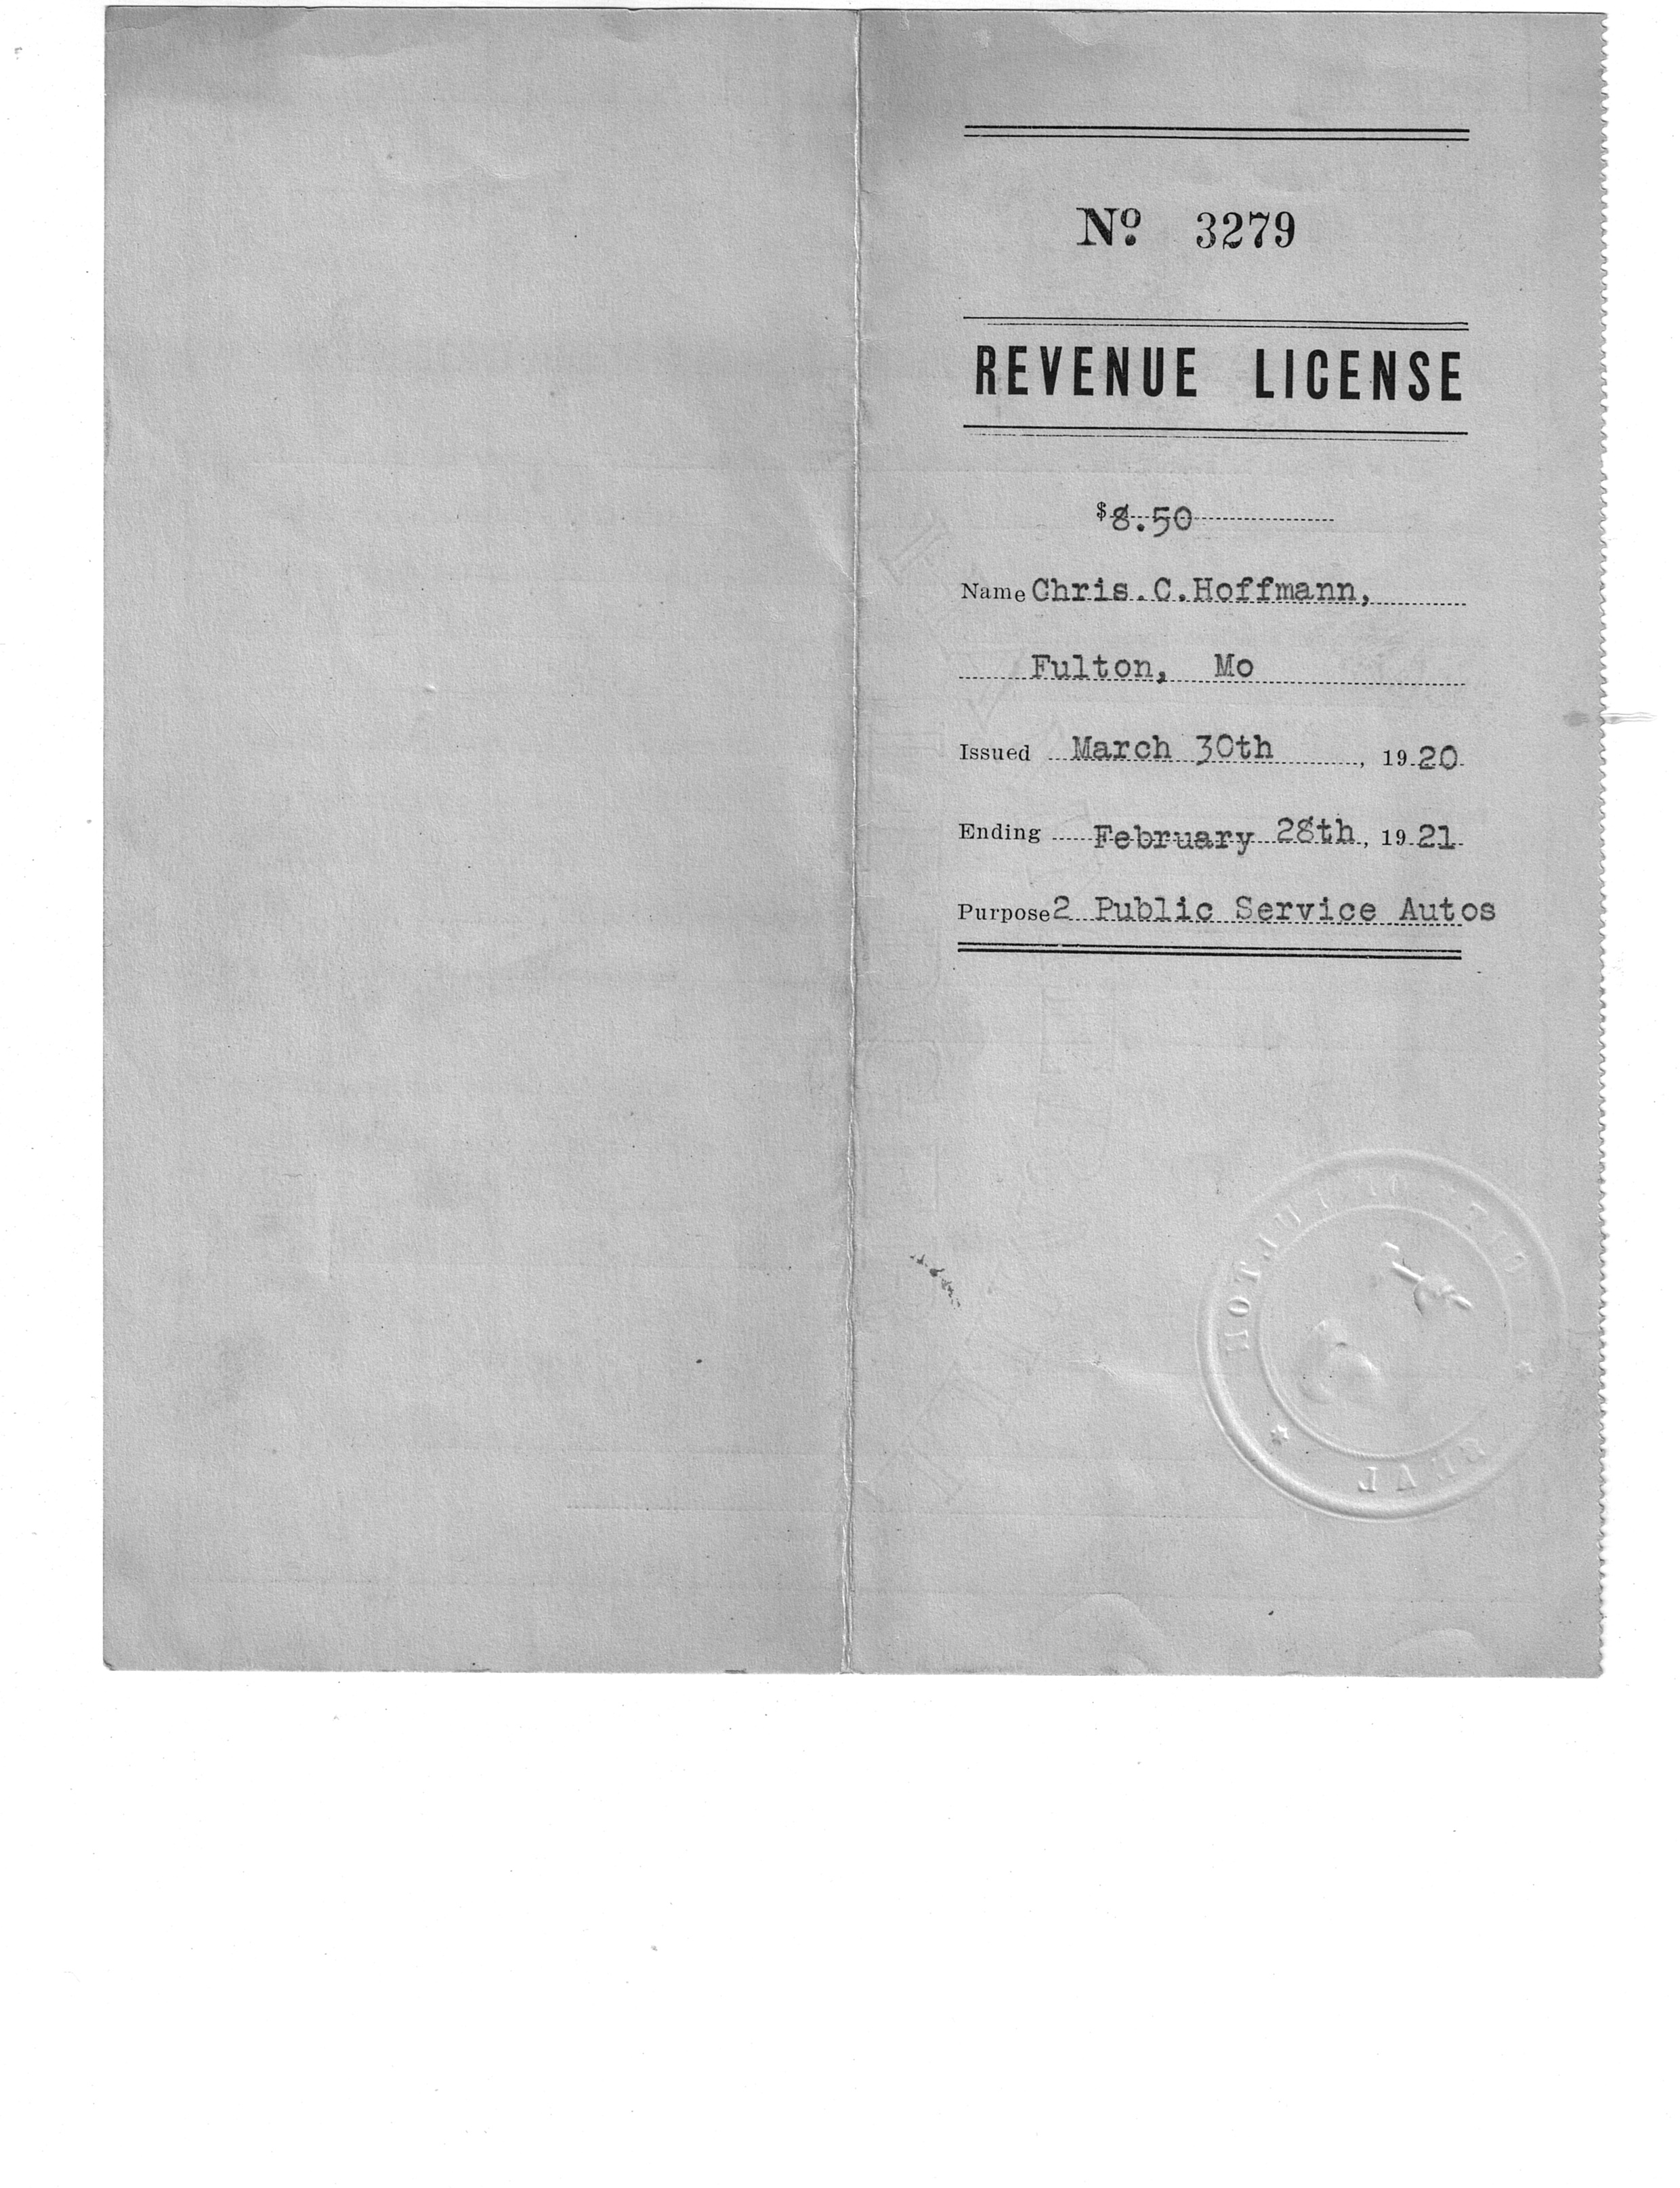 Nº 3279
REVENUE LICENSE
$8.50
Name Chris.C.Hoffmann,
Fulton, Mo
Issued March 30th, 1920
Ending February 28th, 1921
Purpose 2 Public Service Autos